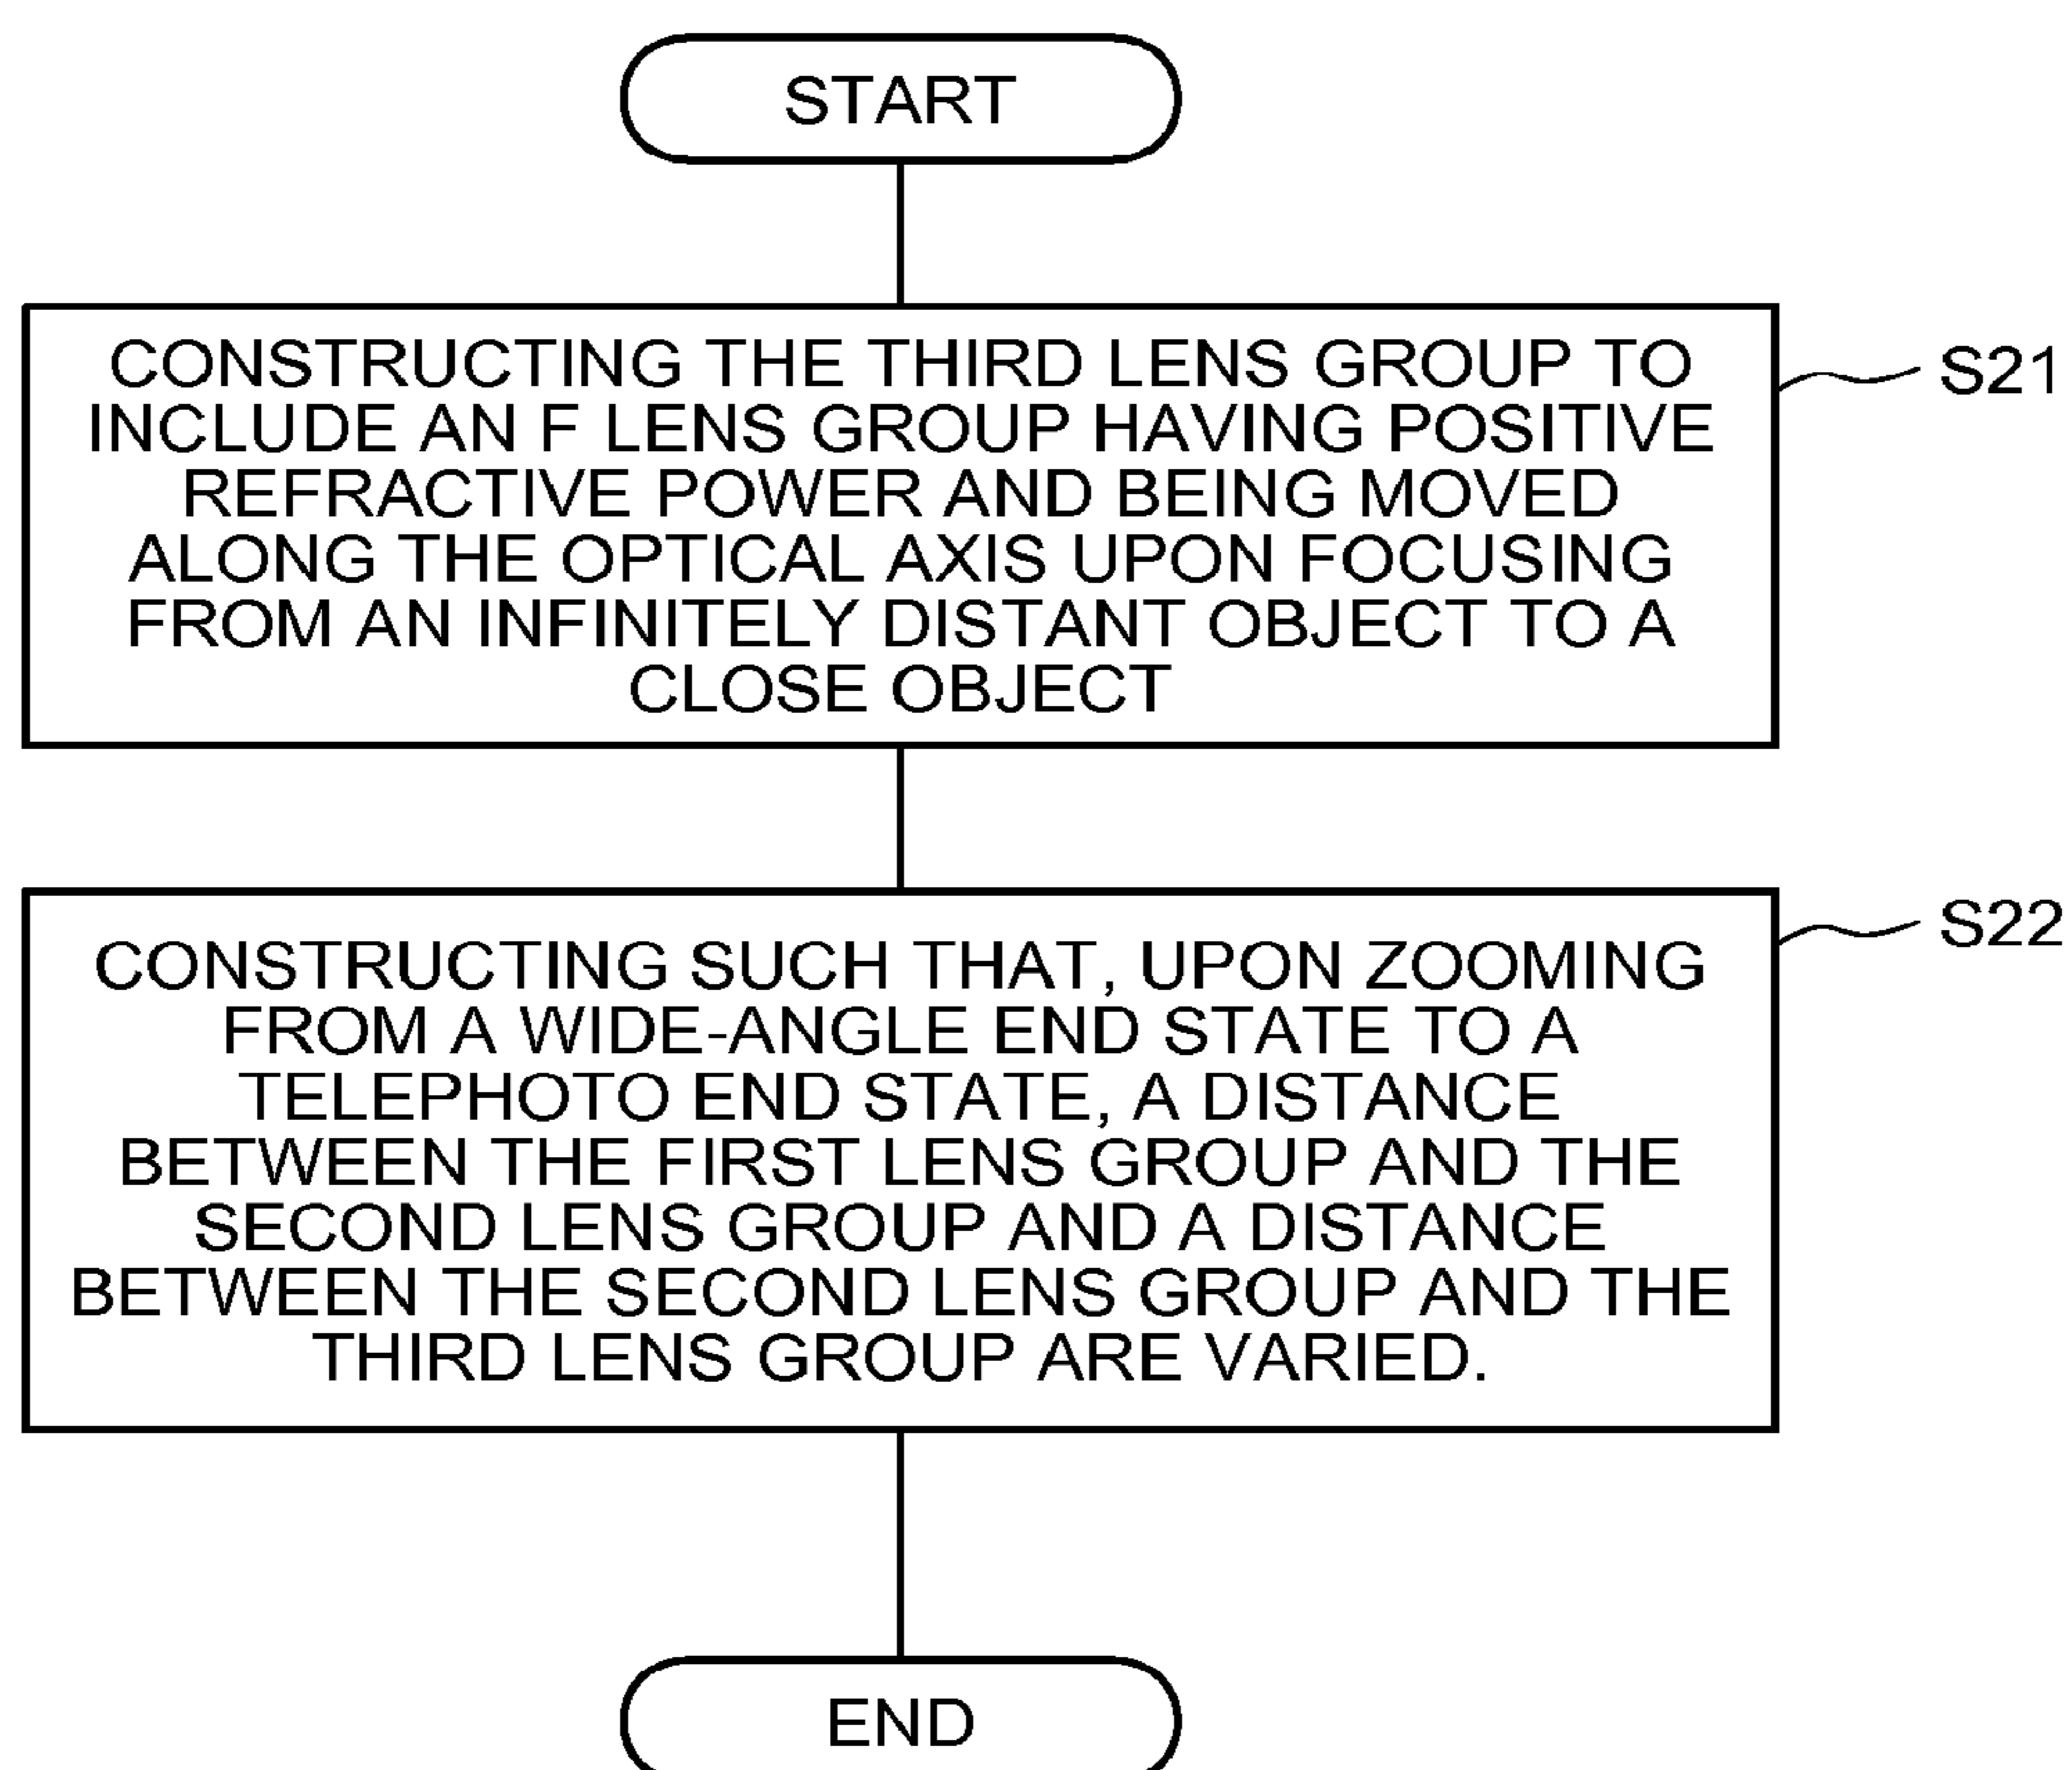 START
CONSTRUCTING THE THIRD LENS GROUP TO
INCLUDE AN F LENS GROUP HAVING POSITIVE
REFRACTIVE POWER AND BEING MOVED
ALONG THE OPTICAL AXIS UPON FOCUSING
FROM AN INFINITELY DISTANT OBJECT TO A
CLOSE OBJECT
S21
CONSTRUCTING SUCH THAT, UPON ZOOMING
FROM A WIDE-ANGLE END STATE TO A
TELEPHOTO END STATE, A DISTANCE
BETWEEN THE FIRST LENS GROUP AND THE
SECOND LENS GROUP AND A DISTANCE
BETWEEN THE SECOND LENS GROUP AND THE
THIRD LENS GROUP ARE VARIED.
S22
END